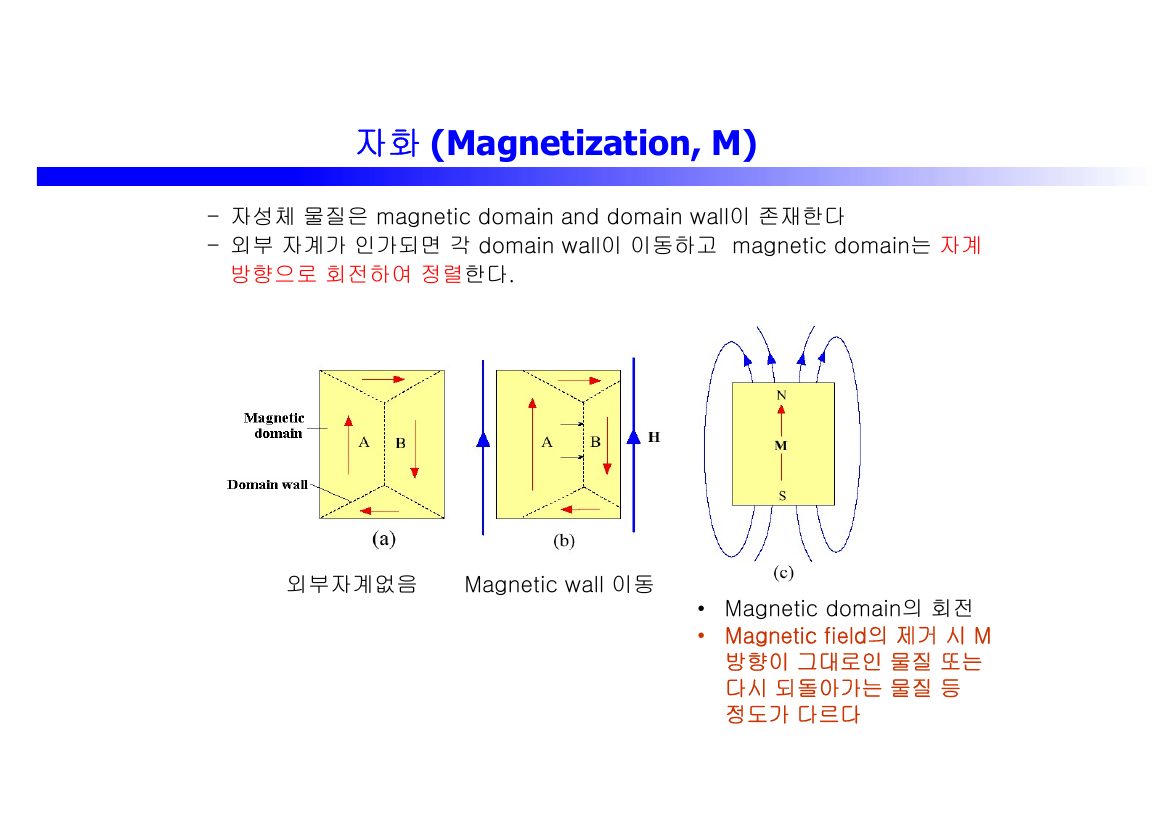 자화 (Magnetization, M)
- 자성체 물질은 magnetic domain and domain wall이 존재한다
- 외부 자계가 인가되면 각 domain wall이 이동하고 magnetic domain는 자계
방향으로 회전하여 정렬한다.
Magnetic
domain
Domain wall
A
B
(a)
외부자계없음
A
B
H
(b)
Magnetic wall 이동
N
M
S
(c)
• Magnetic domain의 회전
• Magnetic field의 제거 시 M
방향이 그대로인 물질 또는
다시 되돌아가는 물질 등
정도가 다르다